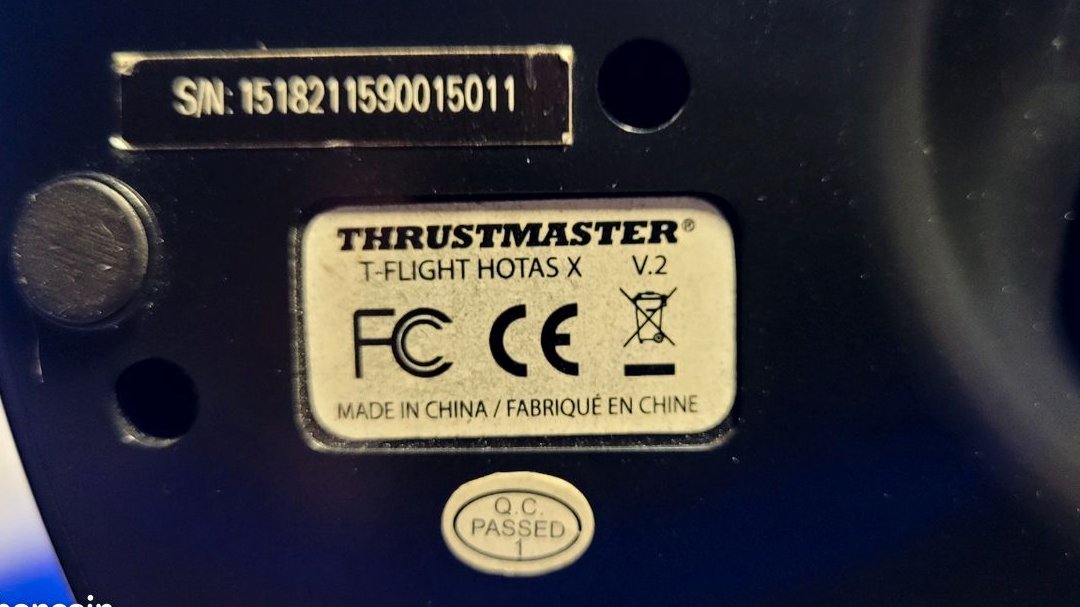 S/N: 1518211590015011
THRUSTMASTER®
T-FLIGHT HOTAS X V.2
FC CE
MADE IN CHINA / FABRIQUÉ EN CHINE
Q.C.
PASSED
1